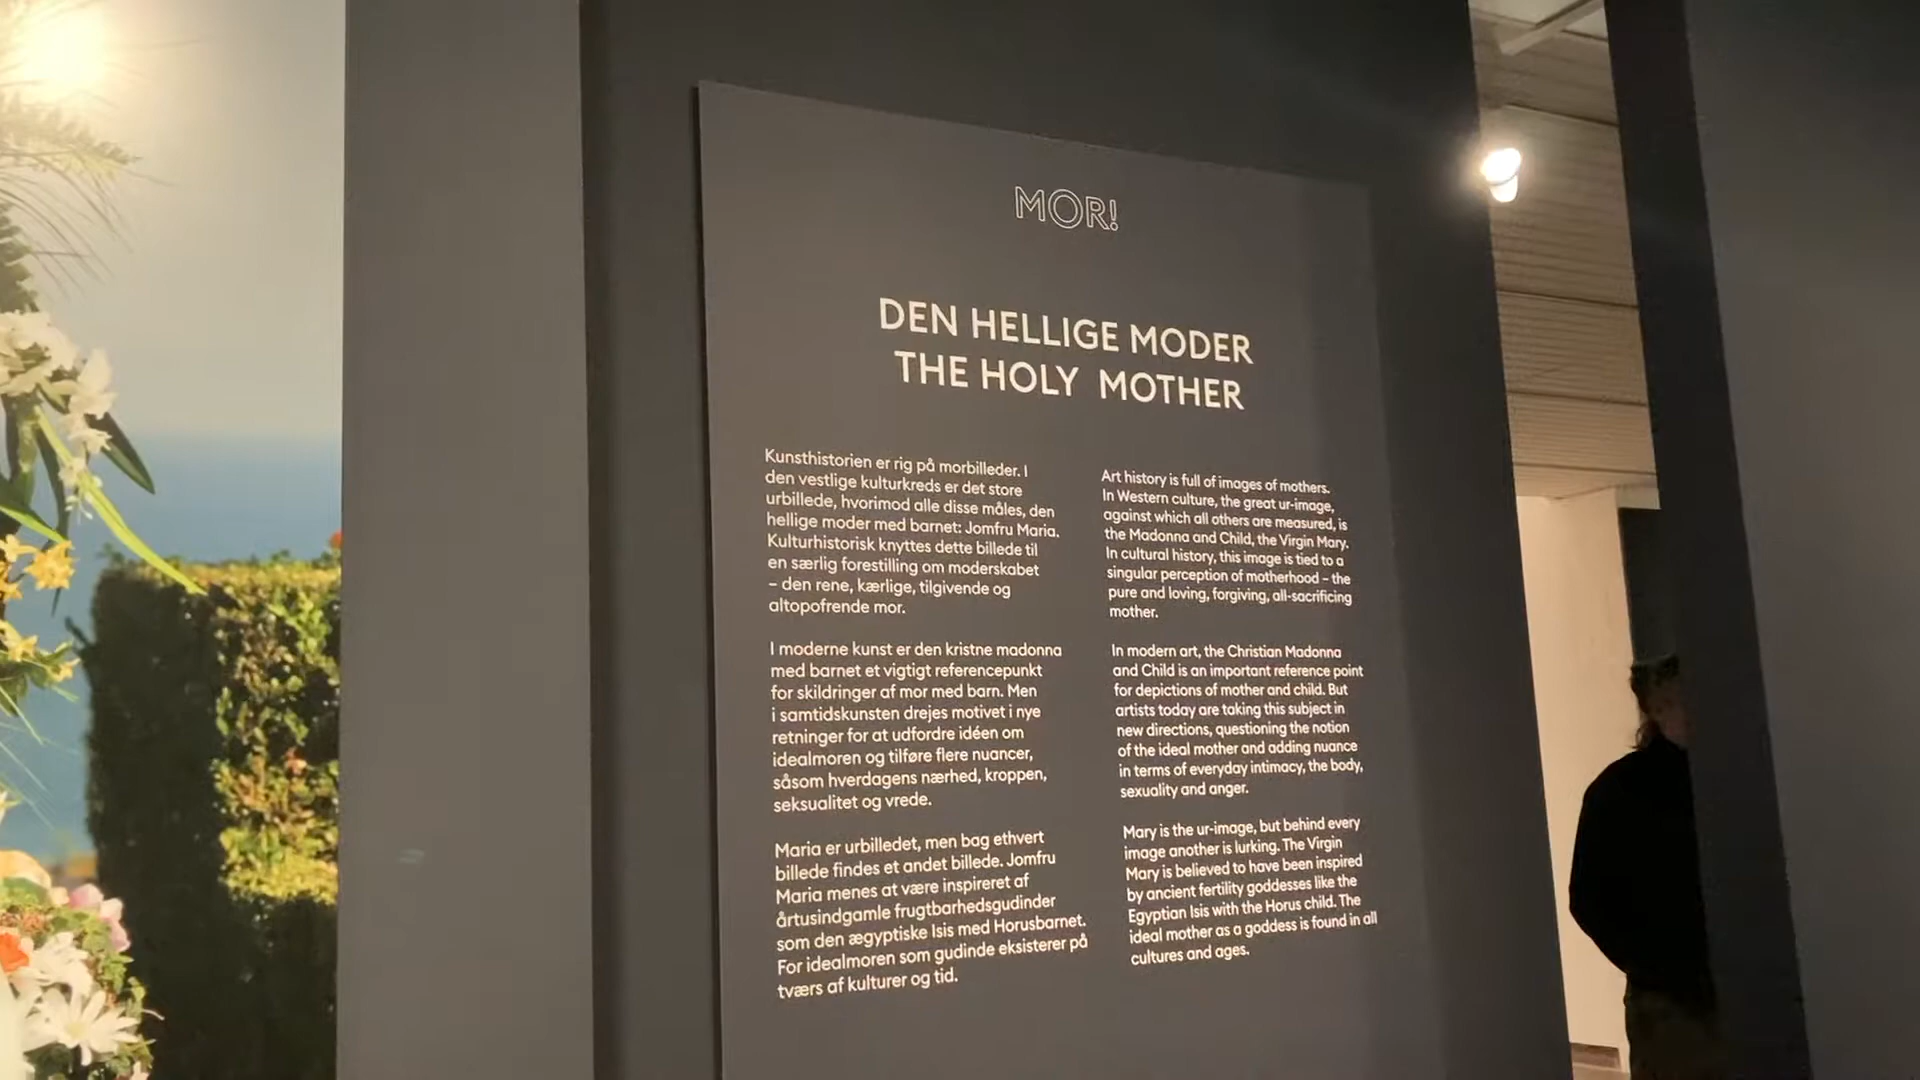 MOR!
DEN HELLIGE MODER
THE HOLY MOTHER
Kunsthistorien er rig på morbilleder. I
den vestlige kulturkreds er det store
urbillede, hvorimod alle disse måles, den
hellige moder med barnet: Jomfru Maria.
Kulturhistorisk knyttes dette billede til
en særlig forestilling om moderskabet
– den rene, kærlige, tilgivende og
altopofrende mor.
I moderne kunst er den kristne madonna
med barnet et vigtigt referencepunkt
for skildringer af mor med barn. Men
i samtidskunsten drejes motivet i nye
retninger for at udfordre idéen om
idealmoren og tilføre flere nuancer,
såsom hverdagens nærhed, kroppen,
seksualitet og vrede.
Maria er urbilledet, men bag ethvert
billede findes et andet billede. Jomfru
Maria menes at være inspireret af
årtusindgamle frugtbarhedsgudinder
som den ægyptiske Isis med Horusbarnet.
For idealmoren som gudinde eksisterer på
tværs af kulturer og tid.
Art history is full of images of mothers.
In Western culture, the great ur-image,
against which all others are measured, is
the Madonna and Child, the Virgin Mary.
In cultural history, this image is tied to a
singular perception of motherhood – the
pure and loving, forgiving, all-sacrificing
mother.
In modern art, the Christian Madonna
and Child is an important reference point
for depictions of mother and child. But
artists today are taking this subject in
new directions, questioning the notion
of the ideal mother and adding nuance
in terms of everyday intimacy, the body,
sexuality and anger.
Mary is the ur-image, but behind every
image another is lurking. The Virgin
Mary is believed to have been inspired
by ancient fertility goddesses like the
Egyptian Isis with the Horus child. The
ideal mother as a goddess is found in all
cultures and ages.